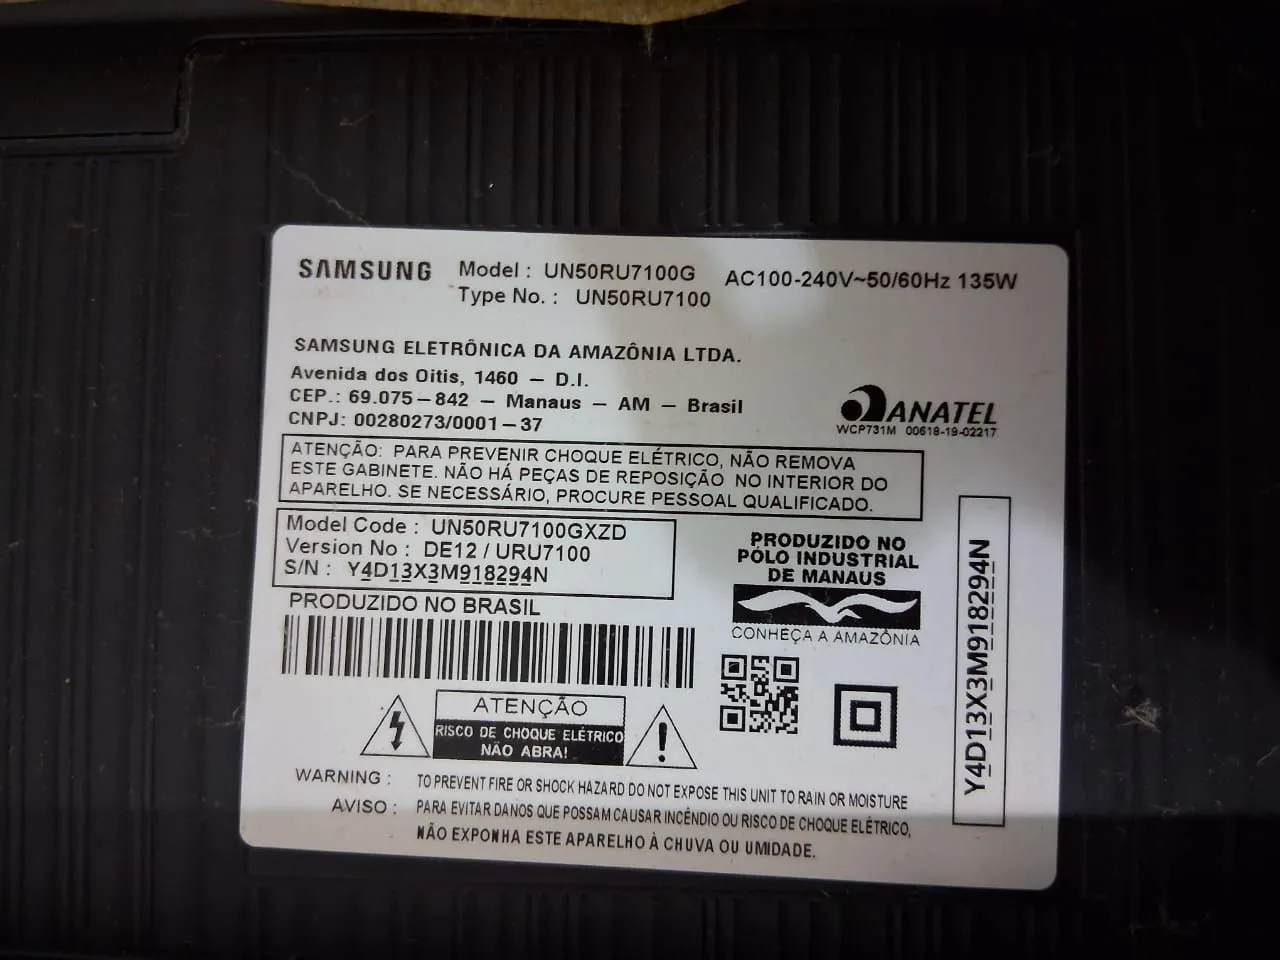 SAMSUNG Model : UN50RU7100G AC100-240V~50/60Hz 135W
Type No. : UN50RU7100
SAMSUNG ELETRÔNICA DA AMAZÔNIA LTDA.
Avenida dos Oitis, 1460 – D.I.
CEP.: 69.075–842 – Manaus – AM – Brasil
CNPJ: 00280273/0001–37
ANATEL
WCP731M 00618-19-02217
ATENÇÃO: PARA PREVENIR CHOQUE ELÉTRICO, NÃO REMOVA
ESTE GABINETE. NÃO HÁ PEÇAS DE REPOSIÇÃO NO INTERIOR DO
APARELHO. SE NECESSÁRIO, PROCURE PESSOAL QUALIFICADO.
Model Code : UN50RU7100GXZD
Version No : DE12 / URU7100
S/N : Y4D13X3M918294N
PRODUZIDO NO BRASIL
PRODUZIDO NO
PÓLO INDUSTRIAL
DE MANAUS
CONHEÇA A AMAZÔNIA
Y4D13X3M918294N
ATENÇÃO
RISCO DE CHOQUE ELÉTRICO
NÃO ABRA!
WARNING : TO PREVENT FIRE OR SHOCK HAZARD DO NOT EXPOSE THIS UNIT TO RAIN OR MOISTURE
AVISO : PARA EVITAR DANOS QUE POSSAM CAUSAR INCÊNDIO OU RISCO DE CHOQUE ELÉTRICO,
NÃO EXPONHA ESTE APARELHO À CHUVA OU UMIDADE.